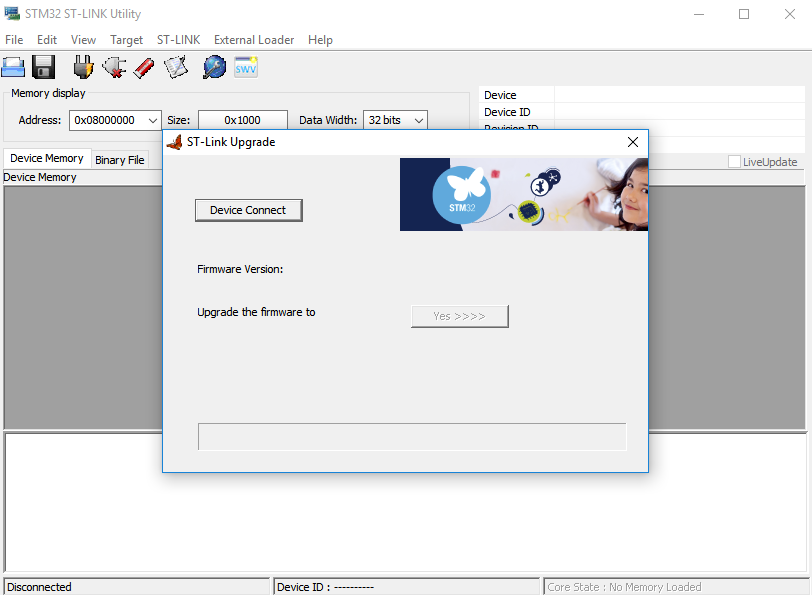 STM32 ST-LINK Utility
File Edit View Target ST-LINK External Loader Help
SWV
Memory display
Address: 0x08000000 Size: 0x1000 Data Width: 32 bits
Device
Device ID
Revision ID
LiveUpdate
Device Memory Binary File
Device Memory
ST-Link Upgrade
STM32
Device Connect
Firmware Version:
Upgrade the firmware to
Yes >>>>
Disconnected
Device ID : ----------
Core State : No Memory Loaded